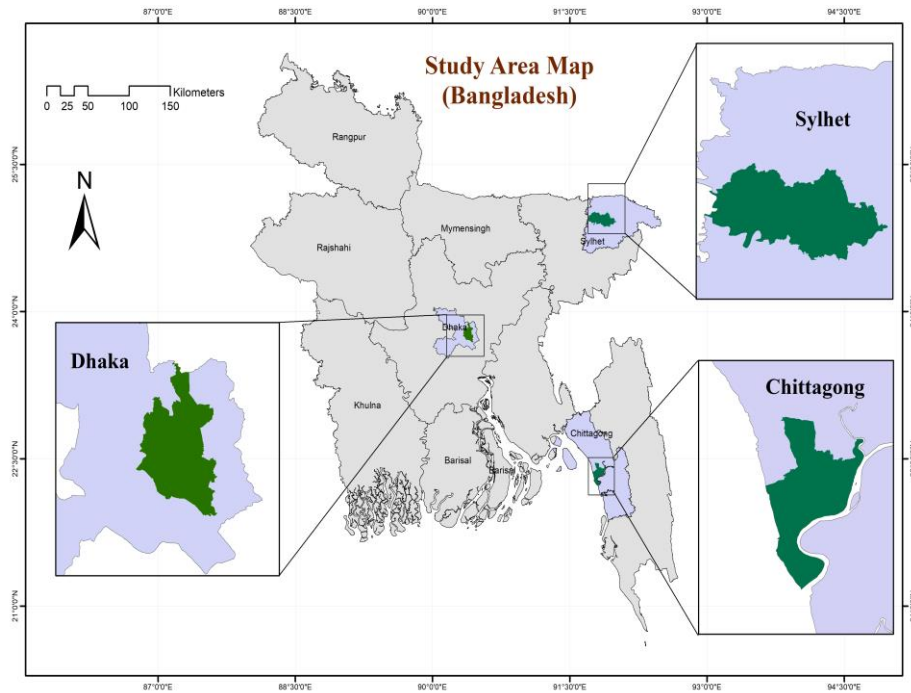 87°0'0"E 88°30'0"E 90°0'0"E 91°30'0"E 93°0'0"E 94°30'0"E
Study Area Map
(Bangladesh)
Kilometers
0 25 50 100 150
N
Sylhet
Rangpur
Rajshahi
Mymensingh
Sylhet
Dhaka
Dhaka
Khulna
Barisal
Barisal
Chittagong
Chittagong
25°30'0"N
24°0'0"N
22°30'0"N
21°0'0"N
87°0'0"E 88°30'0"E 90°0'0"E 91°30'0"E 93°0'0"E 94°30'0"E